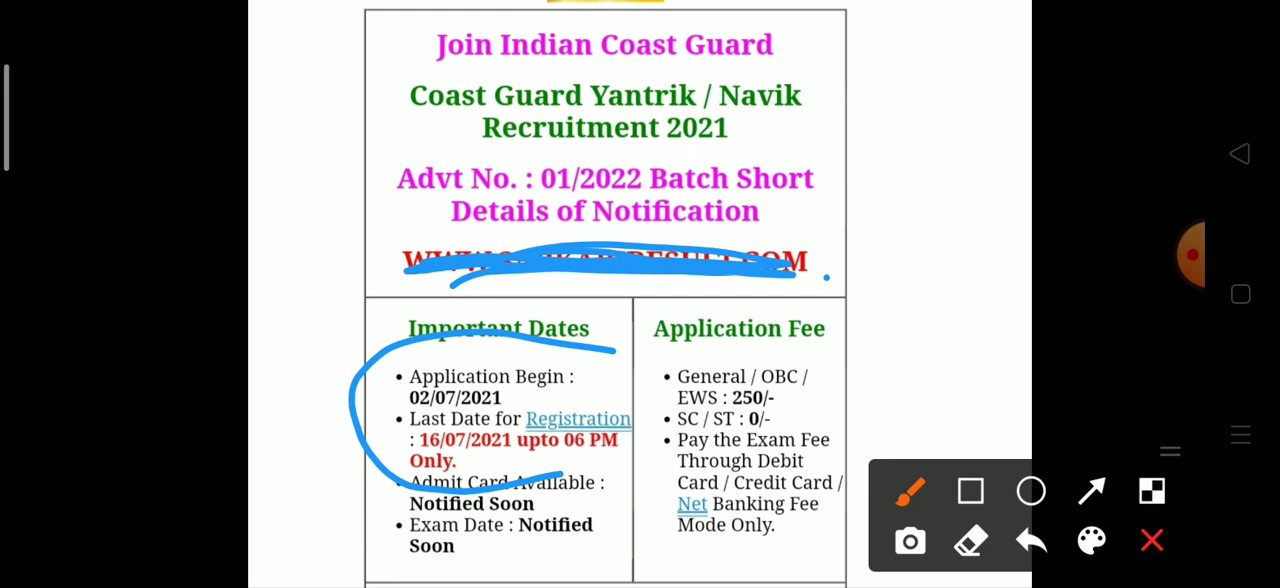 Join Indian Coast Guard
Coast Guard Yantrik / Navik
Recruitment 2021
Advt No. : 01/2022 Batch Short
Details of Notification
Important Dates
• Application Begin :
02/07/2021
• Last Date for Registration
: 16/07/2021 upto 06 PM
Only.
• Admit Card Available :
Notified Soon
• Exam Date : Notified
Soon
Application Fee
• General / OBC /
EWS : 250/-
• SC / ST : 0/-
• Pay the Exam Fee
Through Debit
Card / Credit Card /
Net Banking Fee
Mode Only.